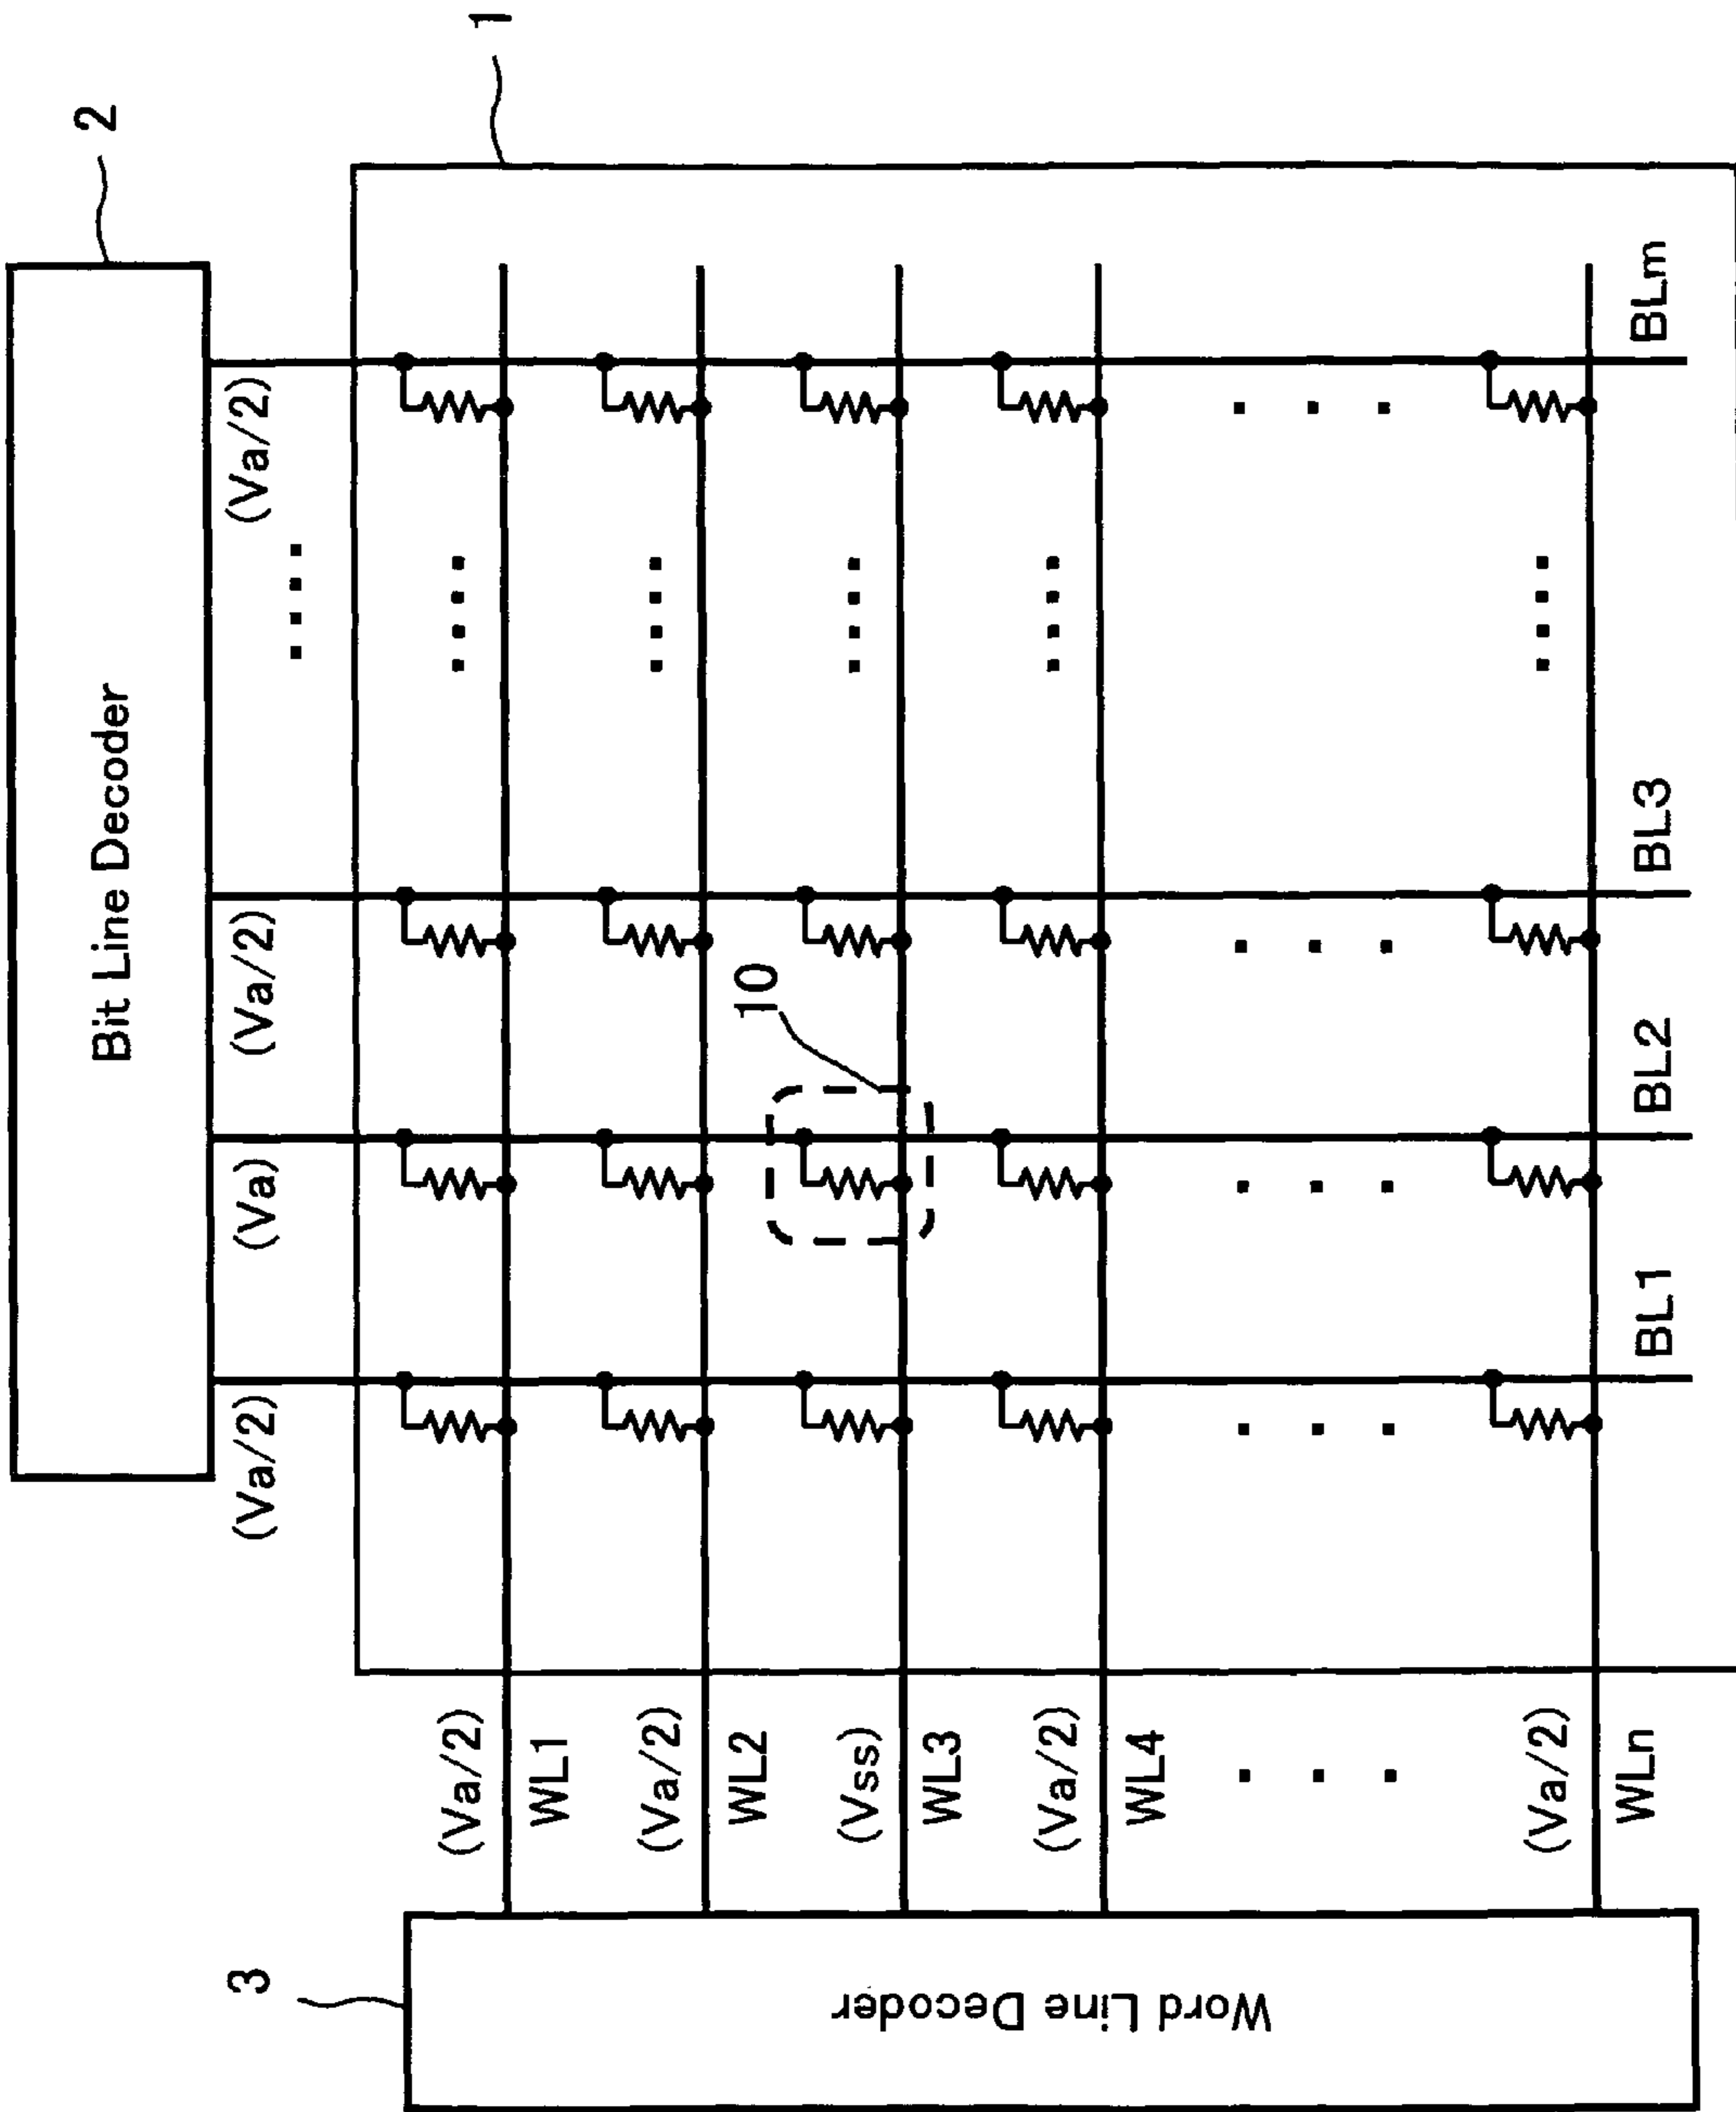 1
2
Bit Line Decoder
(Va/2)
(Va)
(Va/2)
(Va/2)
10
3
Word Line Decoder
(Va/2)
WL1
(Va/2)
WL2
(Vss)
WL3
(Va/2)
WL4
(Va/2)
WLn
BL1
BL2
BL3
BLm